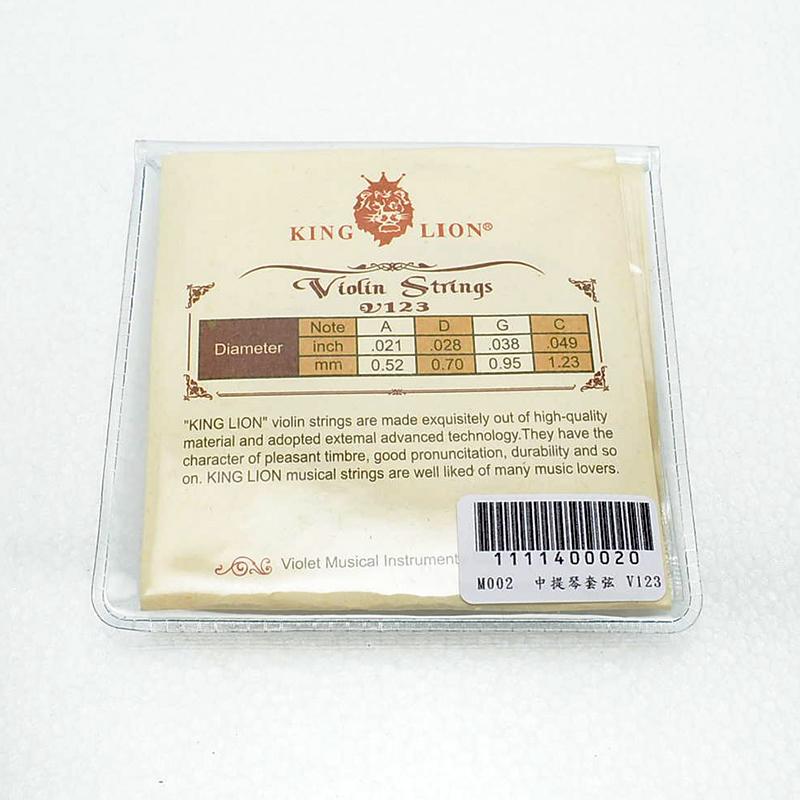 KING LION®
Violin Strings
V123
Diameter
Note A D G C
inch .021 .028 .038 .049
mm 0.52 0.70 0.95 1.23
"KING LION" violin strings are made exquisitely out of high-quality
material and adopted extemal advanced technology.They have the
character of pleasant timbre, good pronuncitation, durability and so
on. KING LION musical strings are well liked of many music lovers.
Violet Musical Instrument
1111400020
M002 中提琴套弦 V123